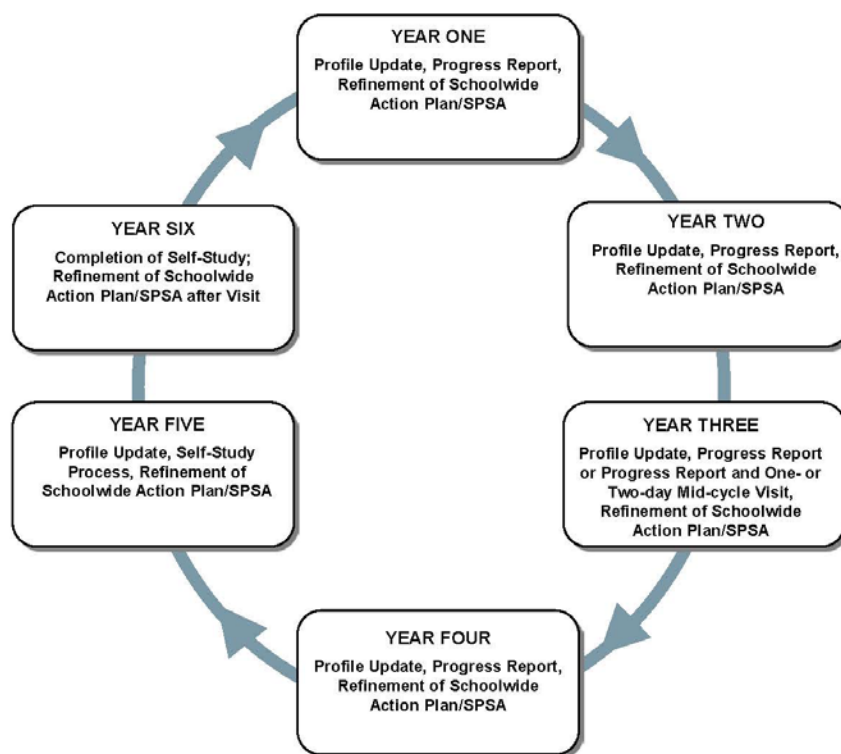 YEAR ONE
Profile Update, Progress Report,
Refinement of Schoolwide
Action Plan/SPSA
YEAR TWO
Profile Update, Progress Report,
Refinement of Schoolwide
Action Plan/SPSA
YEAR THREE
Profile Update, Progress Report
or Progress Report and One- or
Two-day Mid-cycle Visit,
Refinement of Schoolwide
Action Plan/SPSA
YEAR FOUR
Profile Update, Progress Report,
Refinement of Schoolwide
Action Plan/SPSA
YEAR FIVE
Profile Update, Self-Study
Process, Refinement of
Schoolwide Action Plan/SPSA
YEAR SIX
Completion of Self-Study;
Refinement of Schoolwide
Action Plan/SPSA after Visit